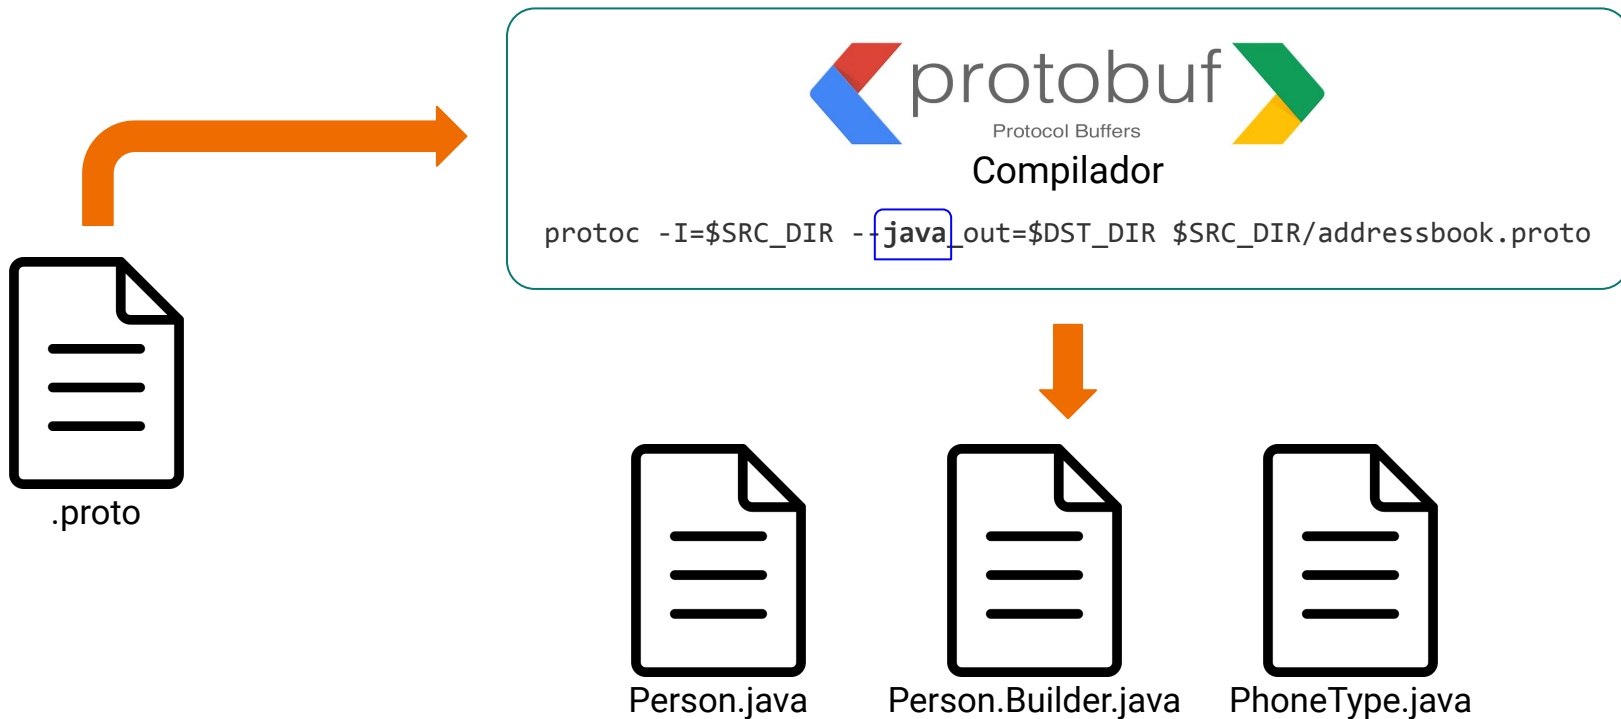 protobuf
Protocol Buffers
Compilador
protoc -I=$SRC_DIR --java_out=$DST_DIR $SRC_DIR/addressbook.proto
.proto
Person.java
Person.Builder.java
PhoneType.java